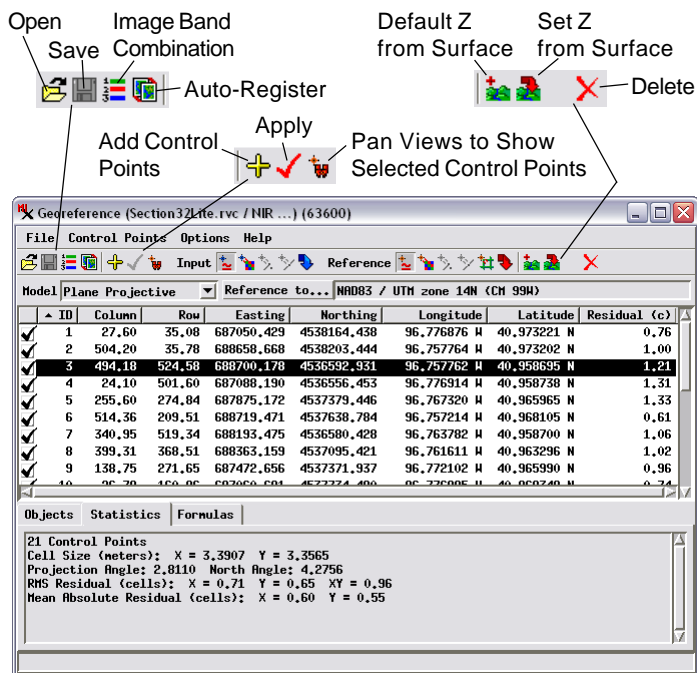 Open
Save
Image Band
Combination
Auto-Register
Default Z
from Surface
Set Z
from Surface
Delete
Add Control
Points
Apply
Pan Views to Show
Selected Control Points
Georeference (Section32Lite.rvc / NIR ...) (63600)
File Control Points Options Help
Input Reference
Model Plane Projective Reference to... NAD83 / UTM zone 14N (CM 99W)
ID Column Row Easting Northing Longitude Latitude Residual (c)
1 27.60 35.08 687050.429 4538164.438 96.776876 W 40.973221 N 0.76
2 504.20 35.78 688658.668 4538203.444 96.757764 W 40.973202 N 1.00
3 494.18 524.58 688700.178 4536592.931 96.757762 W 40.958695 N 1.21
4 24.10 501.60 687088.190 4536556.453 96.776914 W 40.958738 N 1.31
5 255.60 274.84 687875.172 4537379.446 96.767320 W 40.965965 N 1.33
6 514.36 209.51 688719.471 4537638.784 96.757214 W 40.968105 N 0.61
7 340.95 519.34 688193.475 4536580.428 96.763782 W 40.958700 N 1.06
8 399.31 368.51 688363.159 4537095.421 96.761611 W 40.963296 N 1.02
9 138.75 271.65 687472.656 4537371.937 96.772102 W 40.965990 N 0.96
10
Objects Statistics Formulas
21 Control Points
Cell Size (meters): X = 3.3907 Y = 3.3565
Projection Angle: 2.8110 North Angle: 4.2756
RMS Residual (cells): X = 0.71 Y = 0.65 XY = 0.96
Mean Absolute Residual (cells): X = 0.60 Y = 0.55